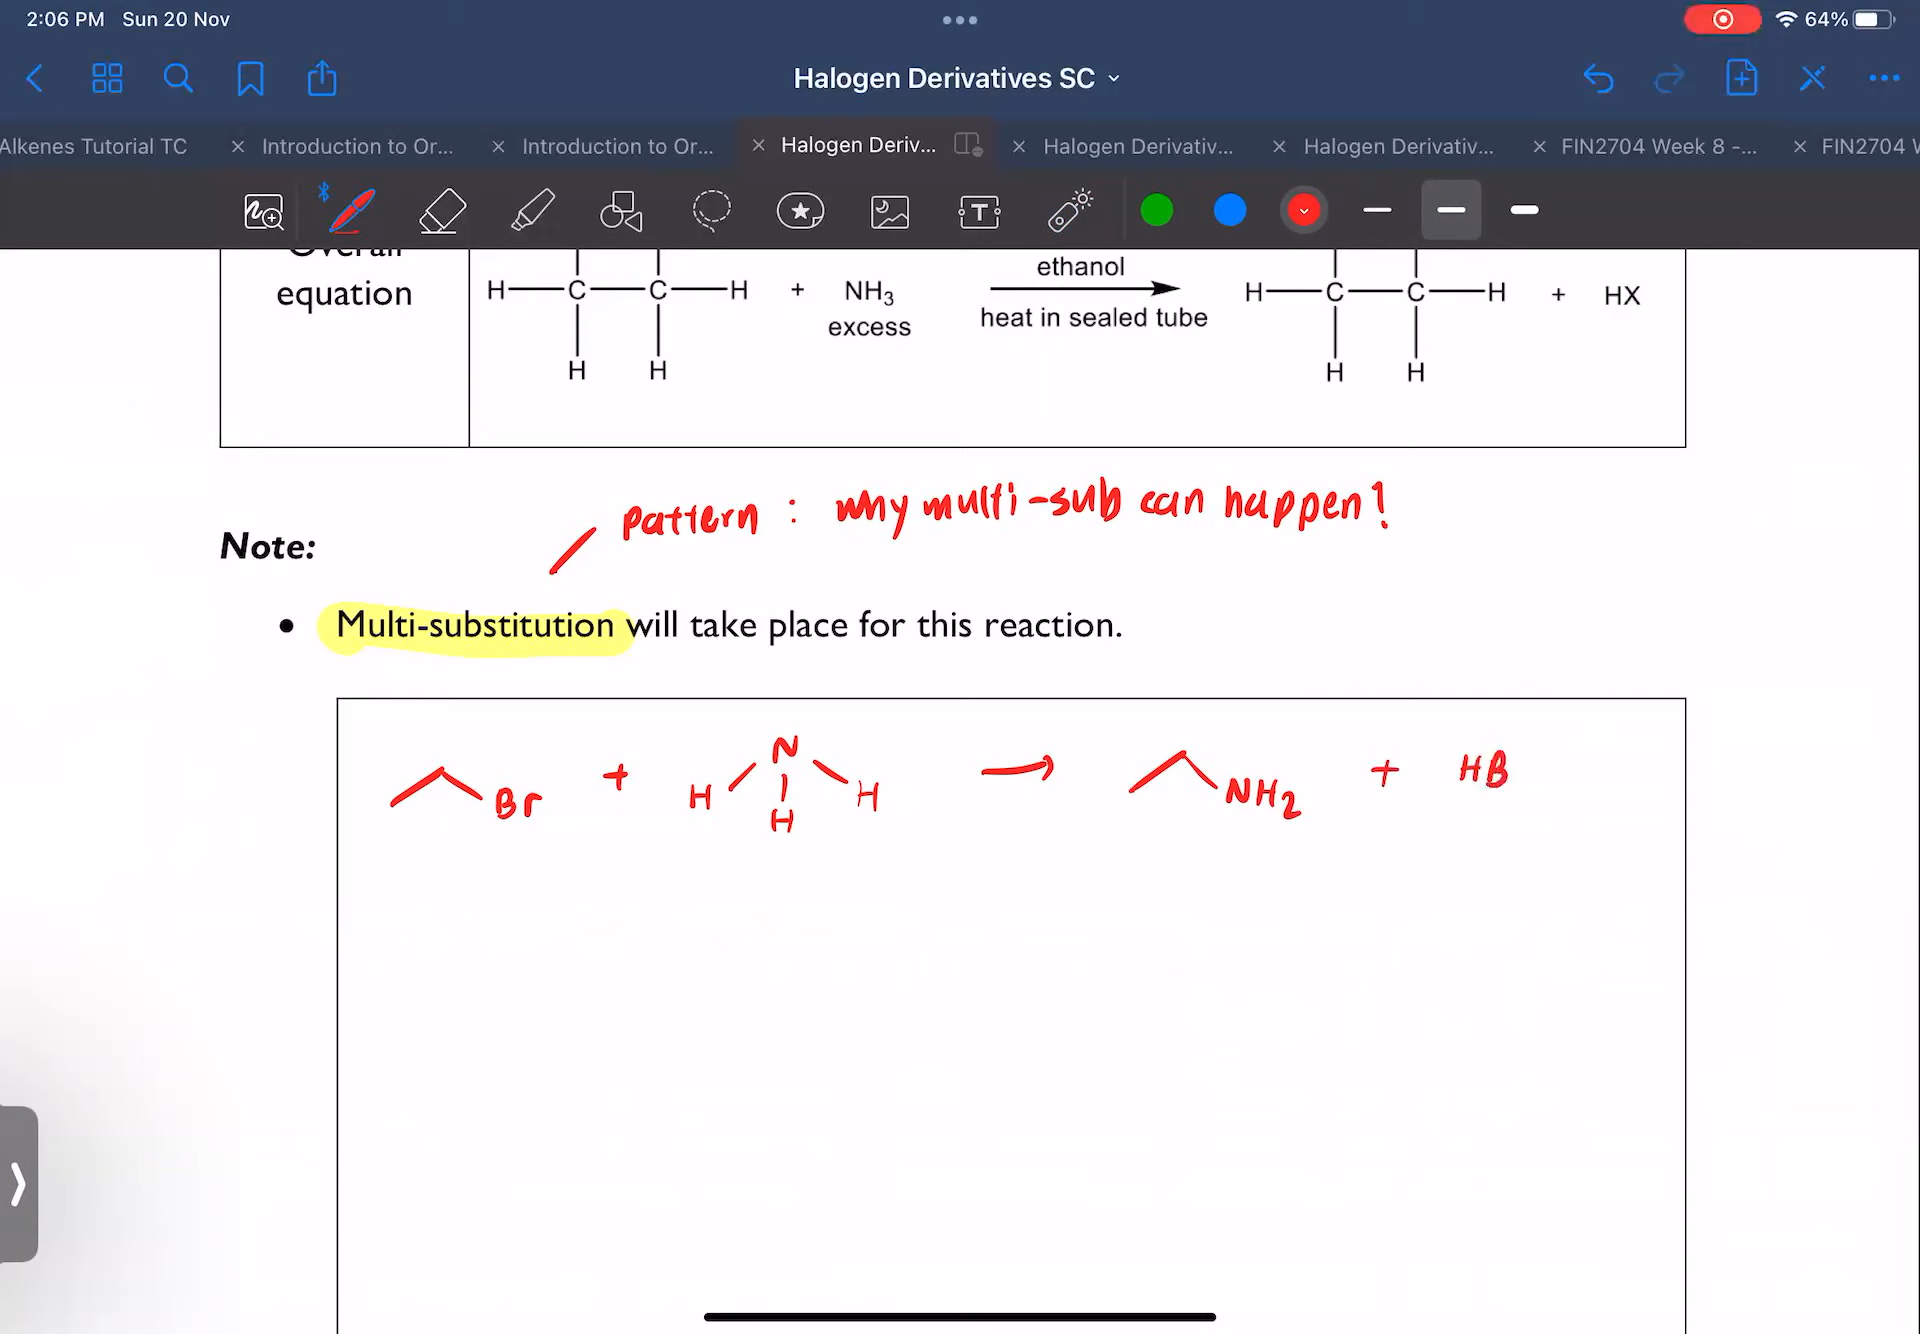 2:06 PM Sun 20 Nov
64%
Halogen Derivatives SC
Alkenes Tutorial TC
Introduction to Or...
Introduction to Or...
Halogen Deriv...
Halogen Derivativ...
Halogen Derivativ...
FIN2704 Week 8 -...
FIN2704 W
Overall
equation
H C C H + NH3 excess
ethanol
heat in sealed tube
H C C H + HX
H H
H H
pattern : why multi-sub can happen?
Note:
• Multi-substitution will take place for this reaction.
Br + H N H H → NH2 + HB